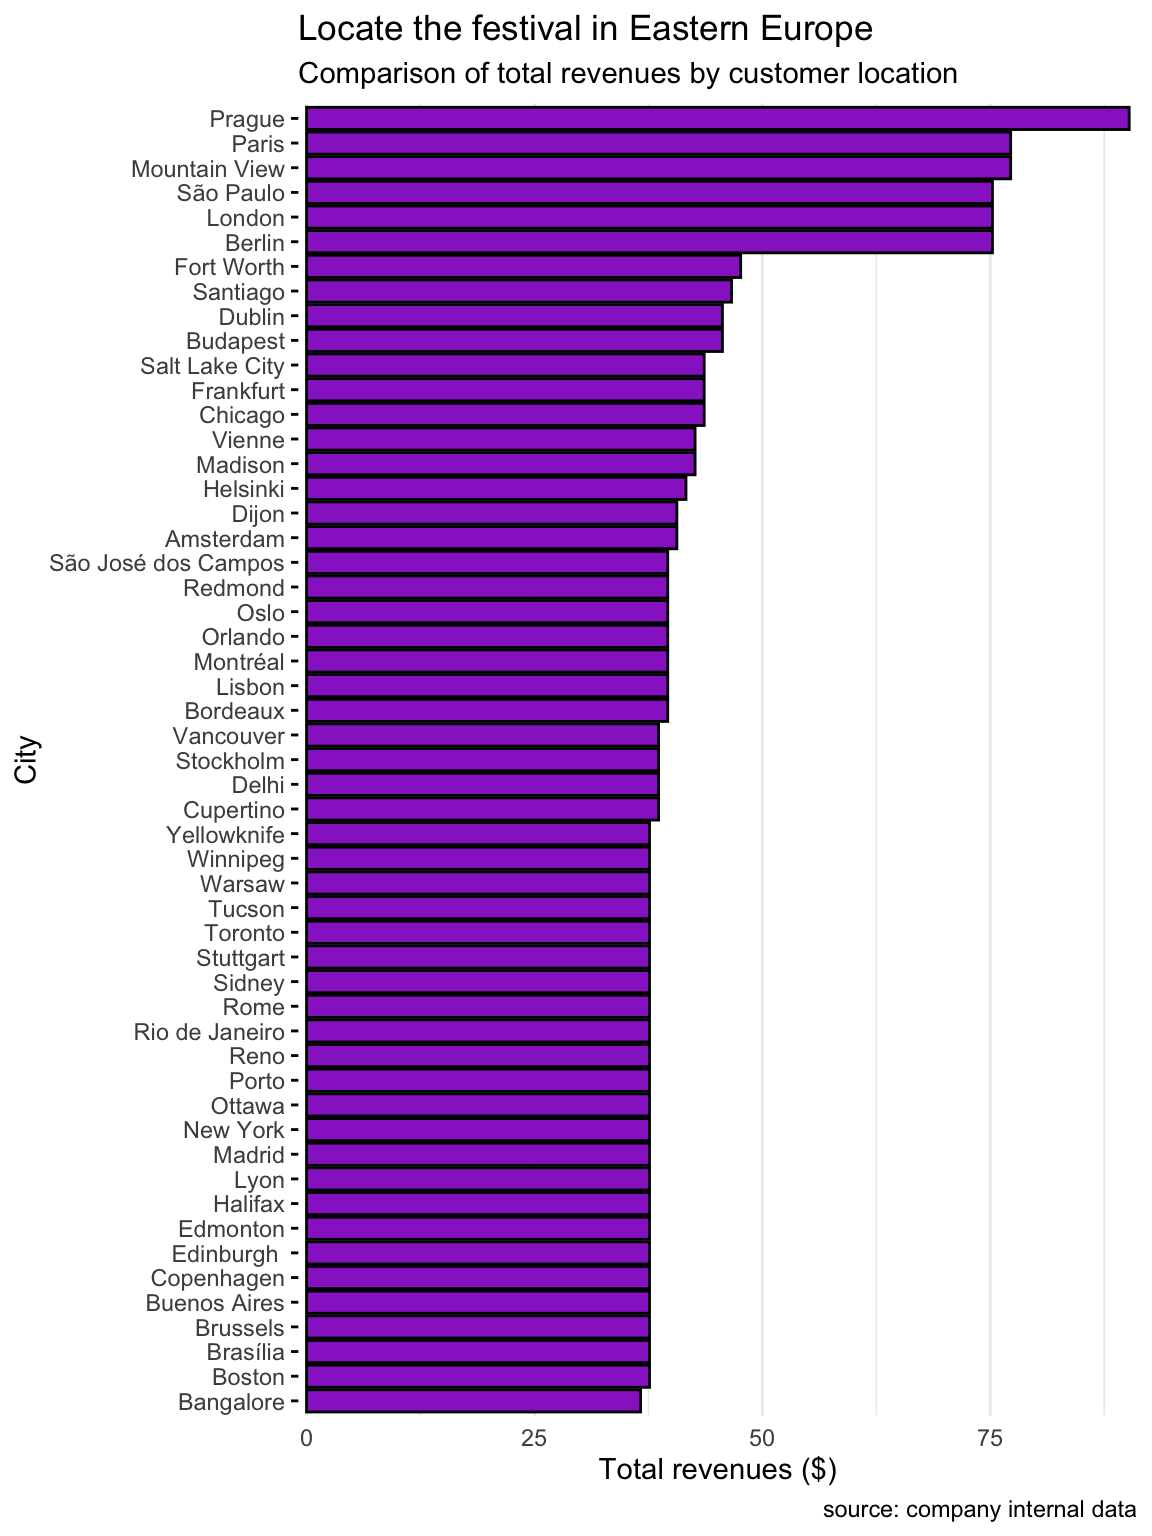 Locate the festival in Eastern Europe
Comparison of total revenues by customer location
Prague
Paris
Mountain View
São Paulo
London
Berlin
Fort Worth
Santiago
Dublin
Budapest
Salt Lake City
Frankfurt
Chicago
Vienne
Madison
Helsinki
Dijon
Amsterdam
São José dos Campos
Redmond
Oslo
Orlando
Montréal
Lisbon
Bordeaux
Vancouver
Stockholm
Delhi
Cupertino
Yellowknife
Winnipeg
Warsaw
Tucson
Toronto
Stuttgart
Sidney
Rome
Rio de Janeiro
Reno
Porto
Ottawa
New York
Madrid
Lyon
Halifax
Edmonton
Edinburgh
Copenhagen
Buenos Aires
Brussels
Brasília
Boston
Bangalore
City
0 25 50 75
Total revenues ($)
source: company internal data